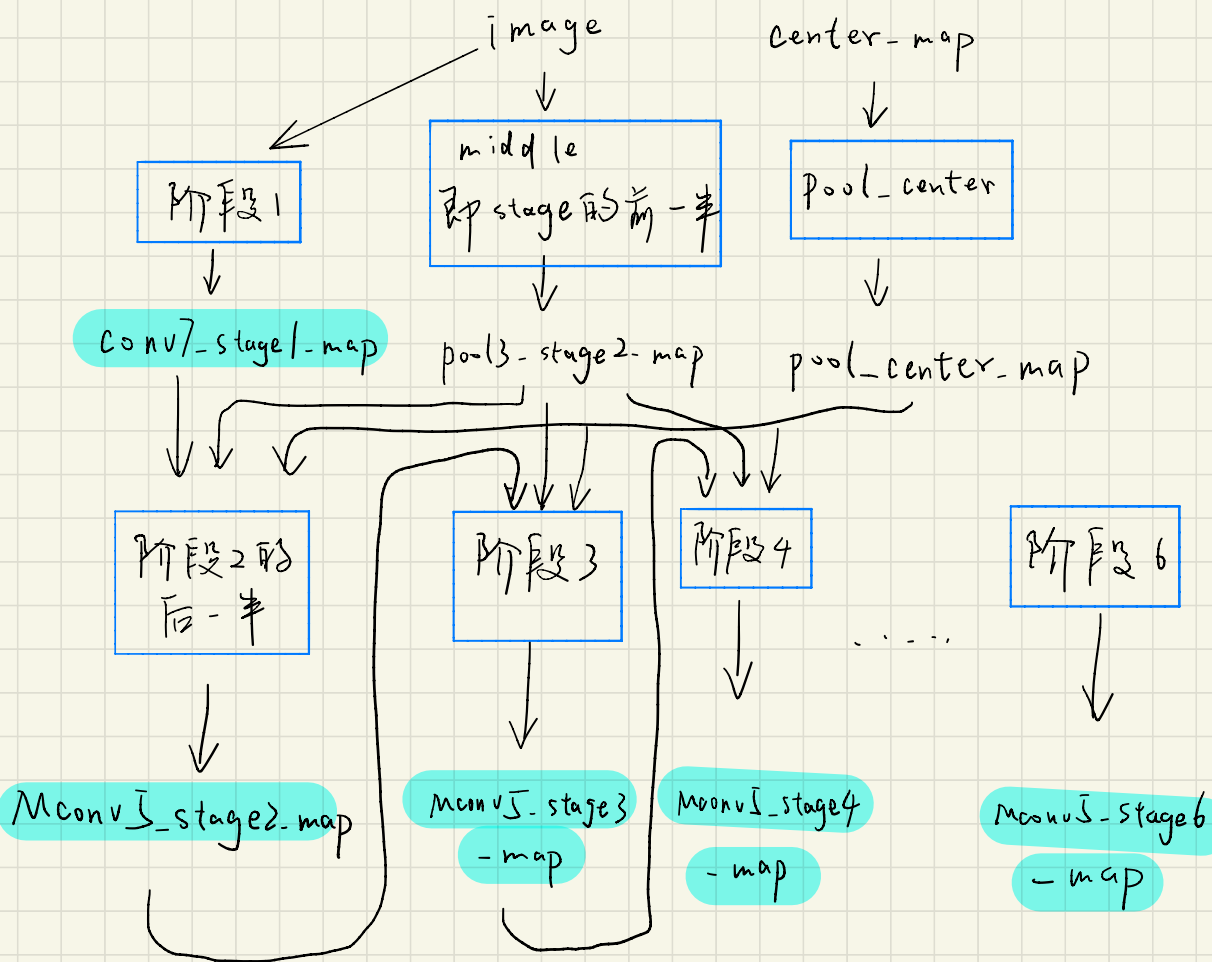 image
center_map
阶段1
middle
即stage的前一半
pool_center
conv7_stage1_map
pool3_stage2_map
pool_center_map
阶段2的
后一半
阶段3
阶段4
阶段6
......
Mconv5_stage2_map
Mconv5_stage3
_map
Mconv5_stage4
_map
Mconv5_stage6
_map